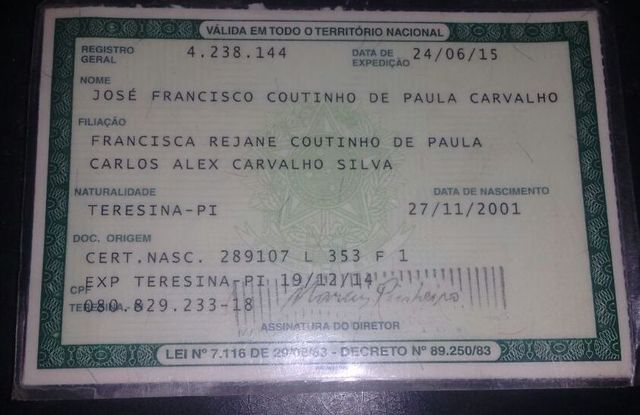 VÁLIDA EM TODO O TERRITÓRIO NACIONAL
REGISTRO GERAL 4.238.144 DATA DE EXPEDIÇÃO 24/06/15
NOME
JOSÉ FRANCISCO COUTINHO DE PAULA CARVALHO
FILIAÇÃO
FRANCISCA REJANE COUTINHO DE PAULA
CARLOS ALEX CARVALHO SILVA
NATURALIDADE DATA DE NASCIMENTO
TERESINA-PI 27/11/2001
DOC. ORIGEM
CERT.NASC. 289107 L 353 F 1
EXP TERESINA-PI 19/12/14
CPF
TERESINA 080.829.233-18
ASSINATURA DO DIRETOR
LEI Nº 7.116 DE 29/08/83 - DECRETO Nº 89.250/83